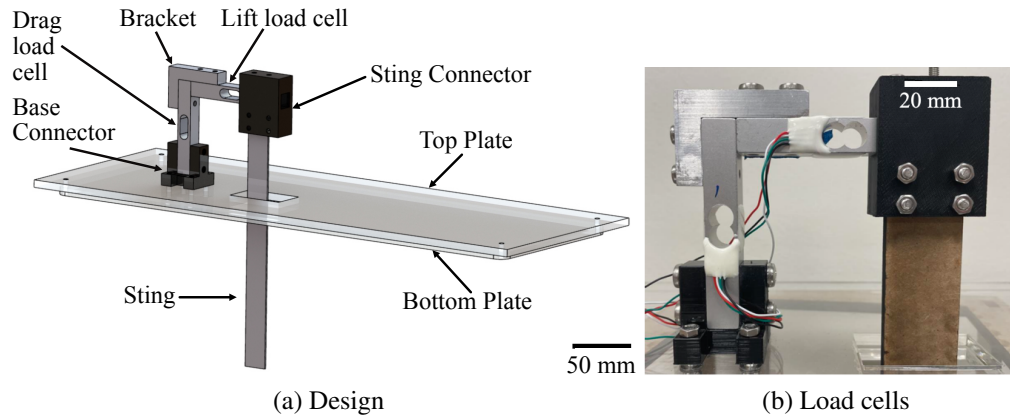 Bracket
Lift load cell
Drag
load
cell
Sting Connector
Base
Connector
Top Plate
Sting
Bottom Plate
50 mm
20 mm
(a) Design
(b) Load cells